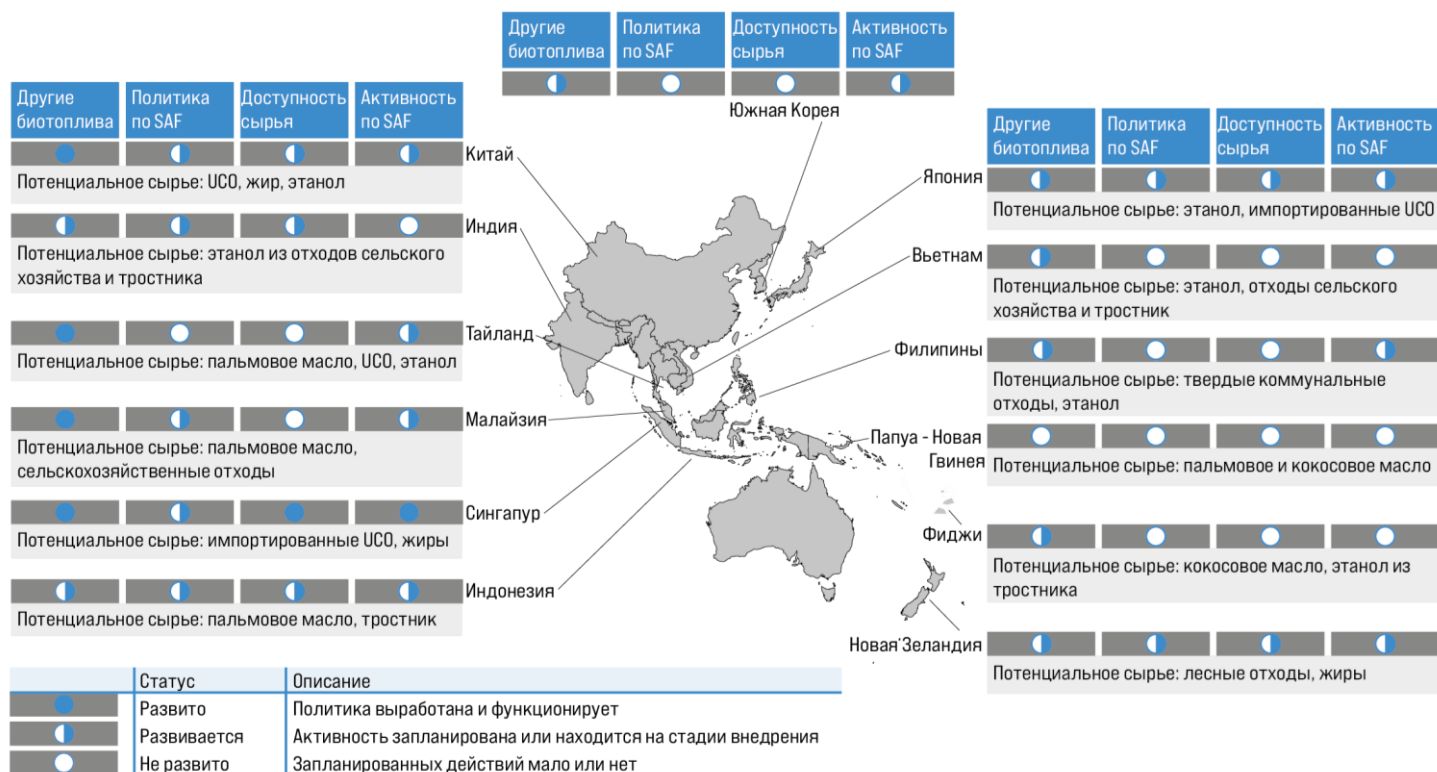 Другие биотоплива
Политика по SAF
Доступность сырья
Активность по SAF
Южная Корея
Другие биотоплива
Политика по SAF
Доступность сырья
Активность по SAF
Китай
Потенциальное сырье: UCO, жир, этанол
Индия
Потенциальное сырье: этанол из отходов сельского
хозяйства и тростника
Тайланд
Потенциальное сырье: пальмовое масло, UCO, этанол
Малайзия
Потенциальное сырье: пальмовое масло,
сельскохозяйственные отходы
Сингапур
Потенциальное сырье: импортированные UCO, жиры
Индонезия
Потенциальное сырье: пальмовое масло, тростник
Другие биотоплива
Политика по SAF
Доступность сырья
Активность по SAF
Япония
Потенциальное сырье: этанол, импортированные UCO
Вьетнам
Потенциальное сырье: этанол, отходы сельского
хозяйства и тростник
Филипины
Потенциальное сырье: твердые коммунальные
отходы, этанол
Папуа - Новая
Гвинея
Потенциальное сырье: пальмовое и кокосовое масло
Фиджи
Потенциальное сырье: кокосовое масло, этанол из
тростника
Новая Зеландия
Потенциальное сырье: лесные отходы, жиры
Статус Описание
Развито Политика выработана и функционирует
Развивается Активность запланирована или находится на стадии внедрения
Не развито Запланированных действий мало или нет